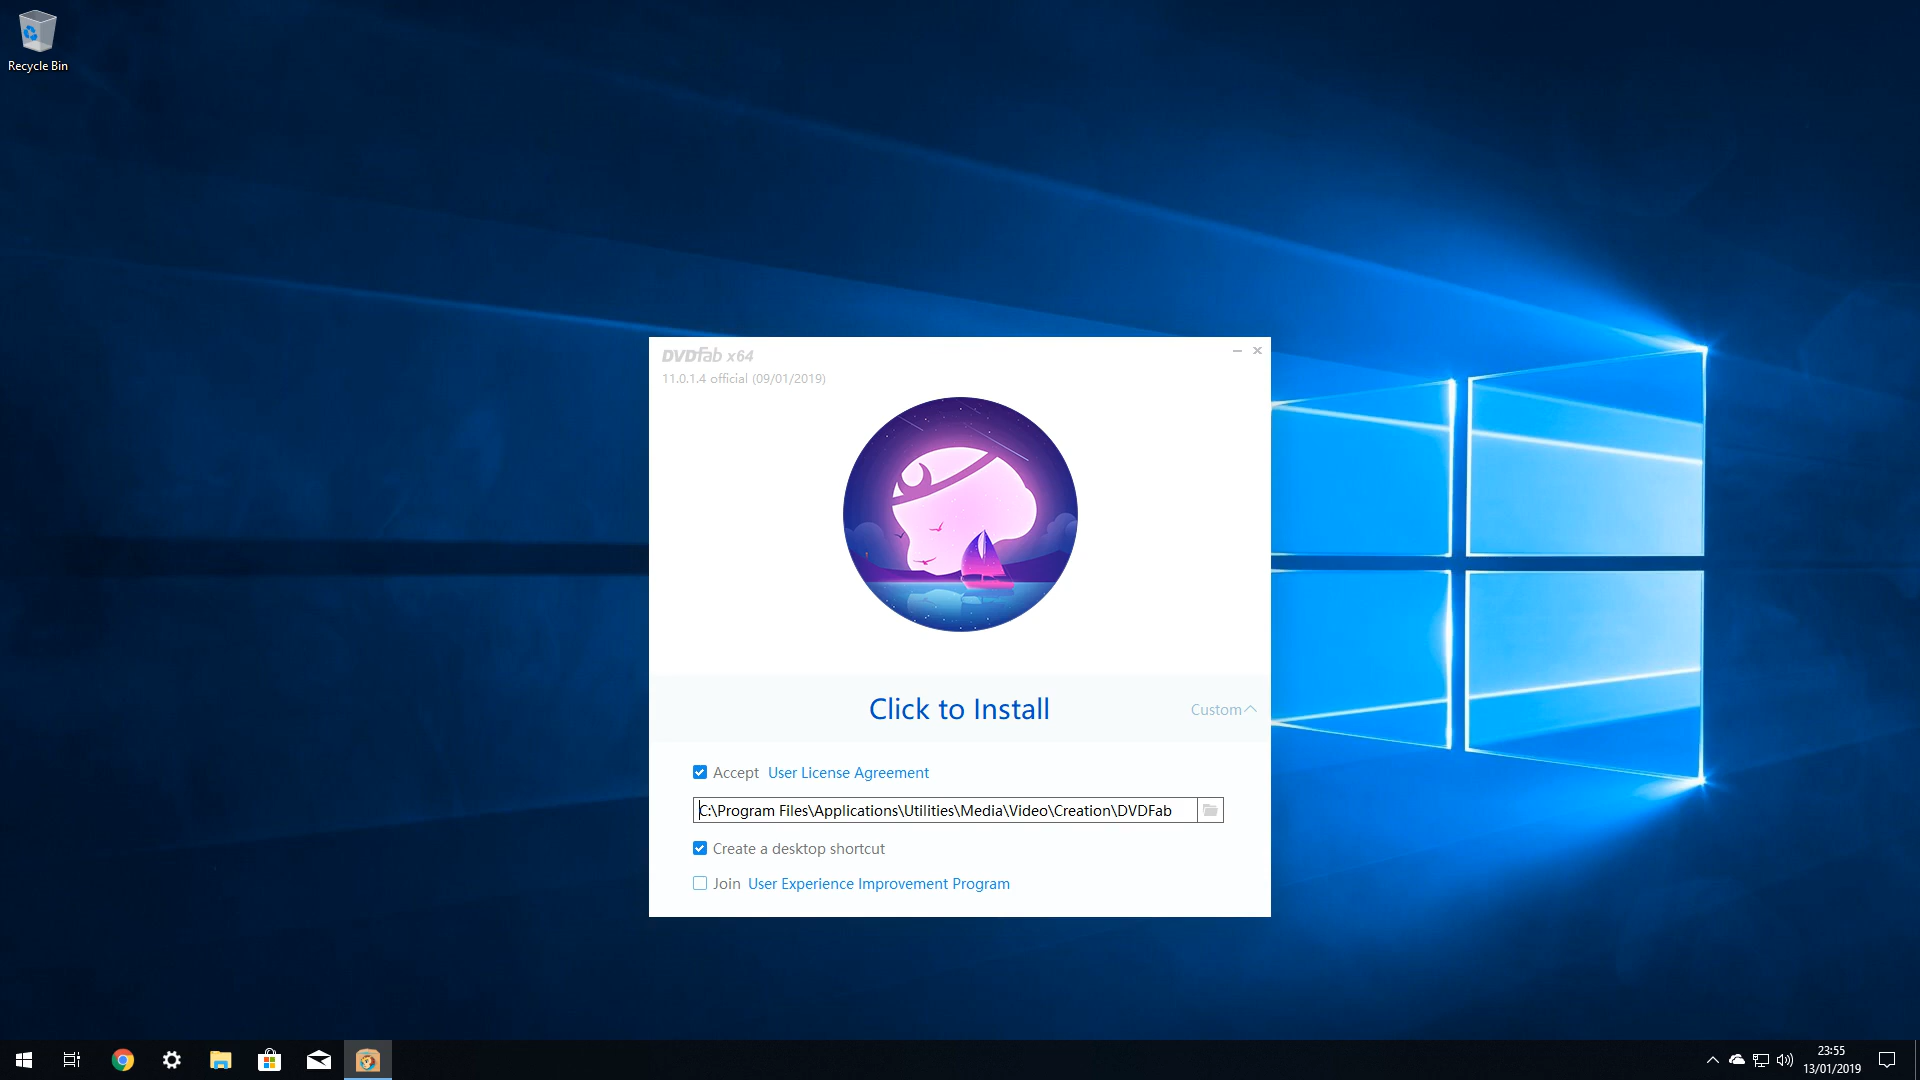 Recycle Bin
DVDFab x64
11.0.1.4 official (09/01/2019)
Click to Install
Custom
Accept User License Agreement
C:\Program Files\Applications\Utilities\Media\Video\Creation\DVDFab
Create a desktop shortcut
Join User Experience Improvement Program
23:55
13/01/2019